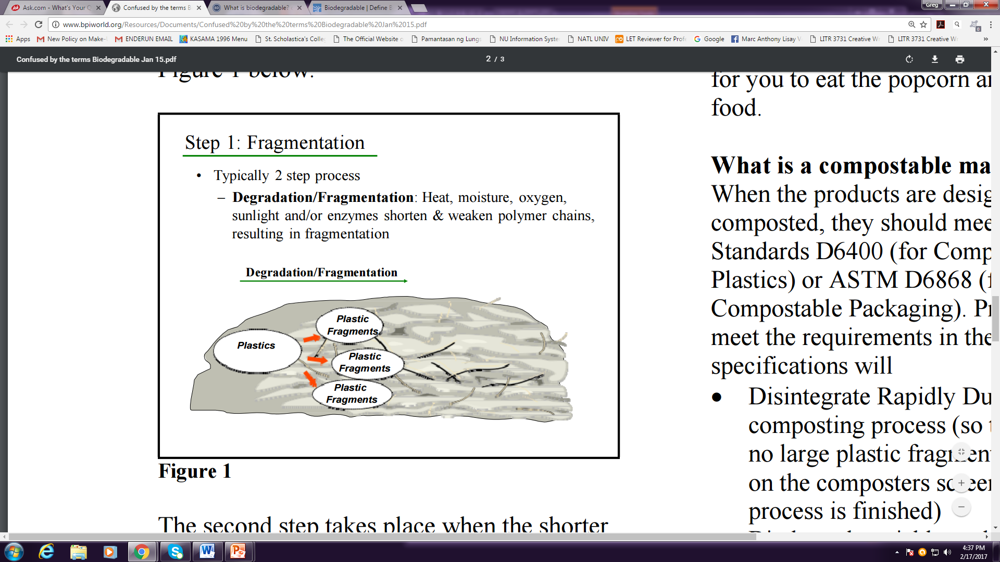 Ask.com - What's Your Q
Confused by the terms B
What is biodegradable?
Biodegradable | Define B
Greg
www.bpiworld.org/Resources/Documents/Confused%20by%20the%20terms%20Biodegradable%20Jan%2015.pdf
Apps
New Policy on Make-
ENDERUN EMAIL
KASAMA 1996 Menu
St. Scholastica's Colle
The Official Website o
Pamantasan ng Lungs
NU Information Syste
NATL UNIV
LET Reviewer for Profe
Google
Marc Anthony Lisay V
LITR 3731 Creative W
LITR 3731 Creative W
»
Confused by the terms Biodegradable Jan 15.pdf
2 / 3
Figure 1 below.
Step 1: Fragmentation
• Typically 2 step process
– Degradation/Fragmentation: Heat, moisture, oxygen,
sunlight and/or enzymes shorten & weaken polymer chains,
resulting in fragmentation
Degradation/Fragmentation
Plastics
Plastic
Fragments
Plastic
Fragments
Plastic
Fragments
Figure 1
The second step takes place when the shorter
for you to eat the popcorn a
food.
What is a compostable ma
When the products are desig
composted, they should mee
Standards D6400 (for Comp
Plastics) or ASTM D6868 (f
Compostable Packaging). Pr
meet the requirements in the
specifications will
• Disintegrate Rapidly Du
composting process (so t
no large plastic fragmen
on the composters screen
process is finished)
4:37 PM
2/17/2017